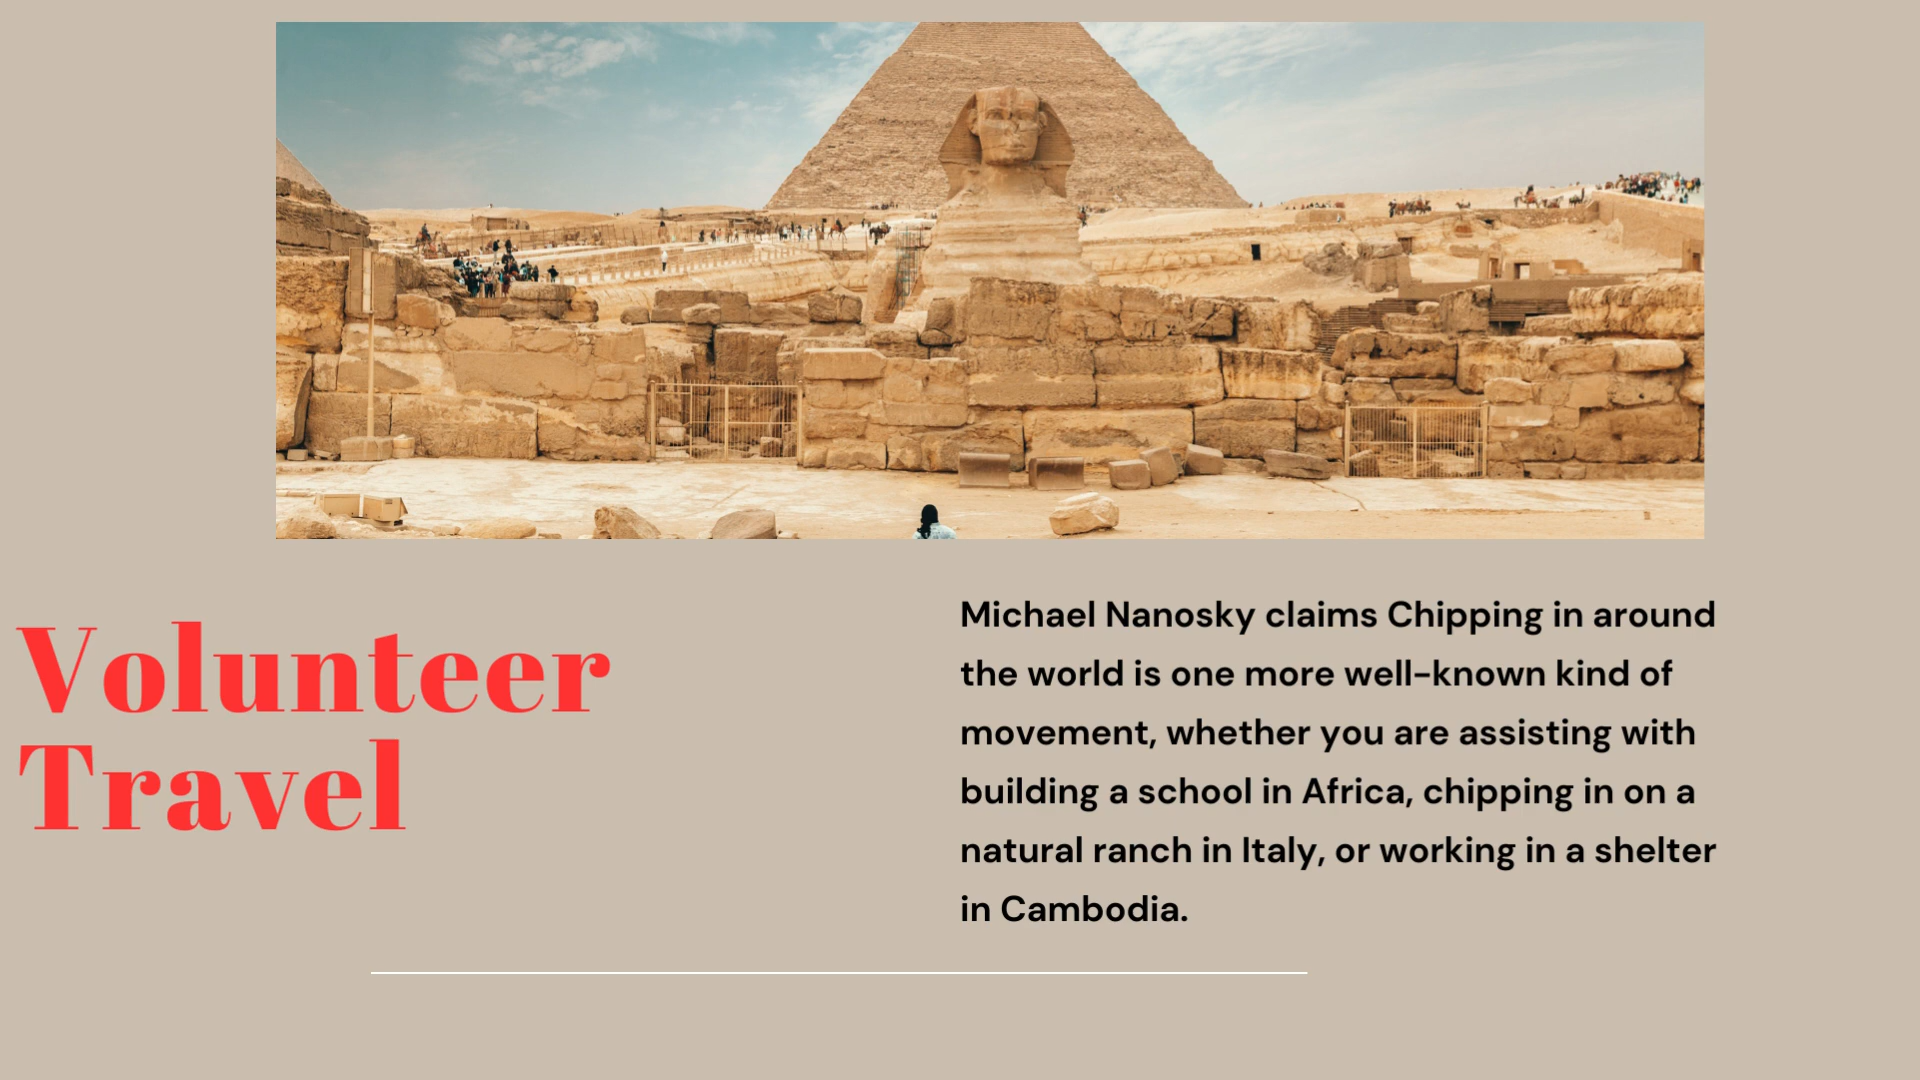 Volunteer
Travel
Michael Nanosky claims Chipping in around
the world is one more well-known kind of
movement, whether you are assisting with
building a school in Africa, chipping in on a
natural ranch in Italy, or working in a shelter
in Cambodia.